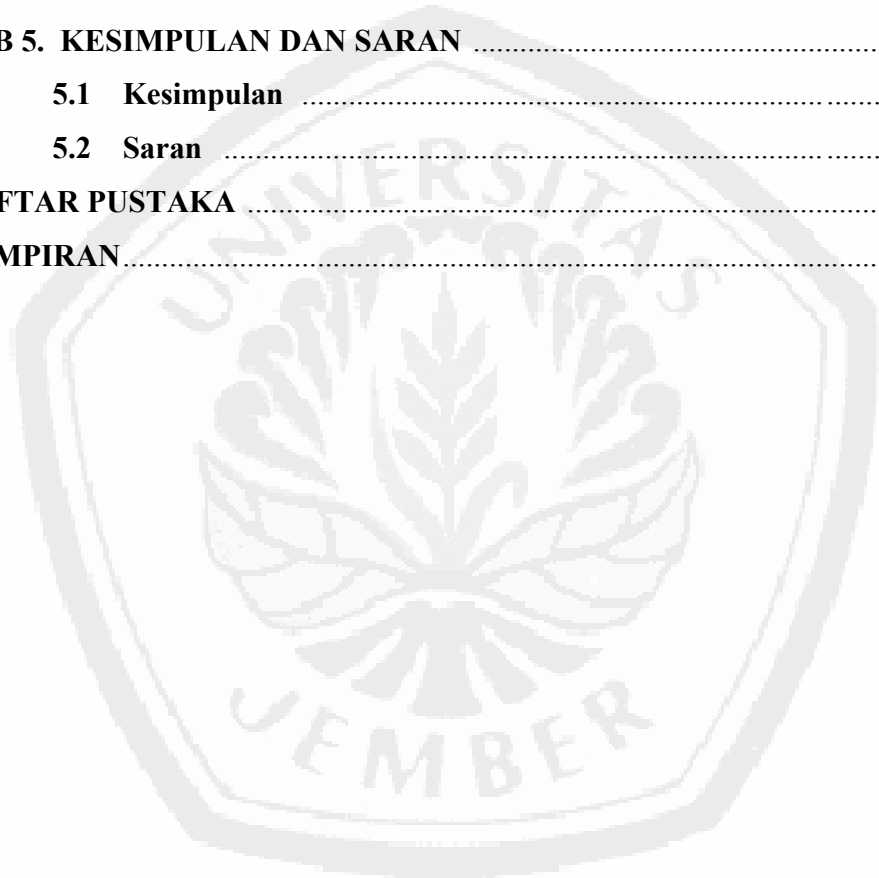 B 5. KESIMPULAN DAN SARAN ................................................................
5.1 Kesimpulan ................................................................
5.2 Saran ................................................................
FTAR PUSTAKA ................................................................
MPIRAN................................................................
UNIVERSITAS
JEMBER